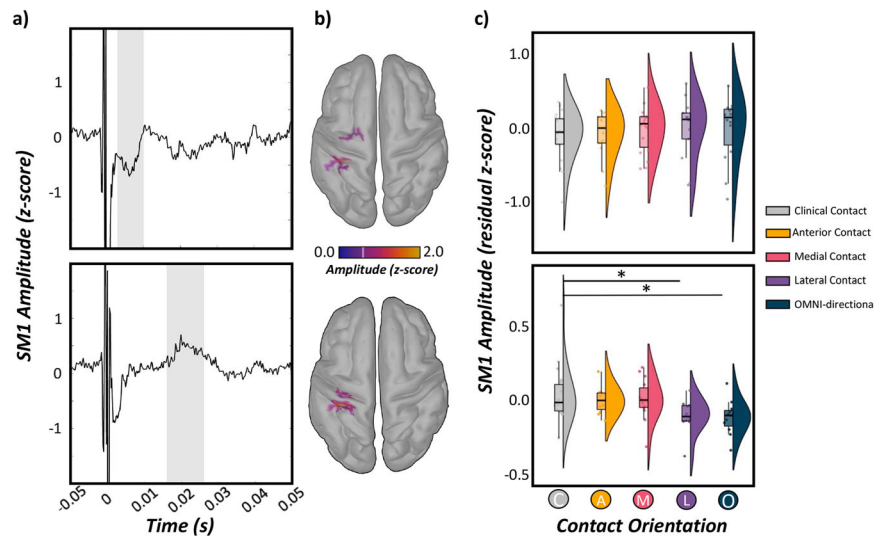 a)
b)
c)
SM1 Amplitude (z-score)
1
0
-1
1
0
-1
-0.05
0
0.01
0.02
0.03
0.04
0.05
Time (s)
0.0
2.0
Amplitude (z-score)
SM1 Amplitude (residual z-score)
1.0
0.0
-1.0
* 
*
0.5
0.0
-0.5
C
A
M
L
O
Contact Orientation
Clinical Contact
Anterior Contact
Medial Contact
Lateral Contact
OMNI-directiona